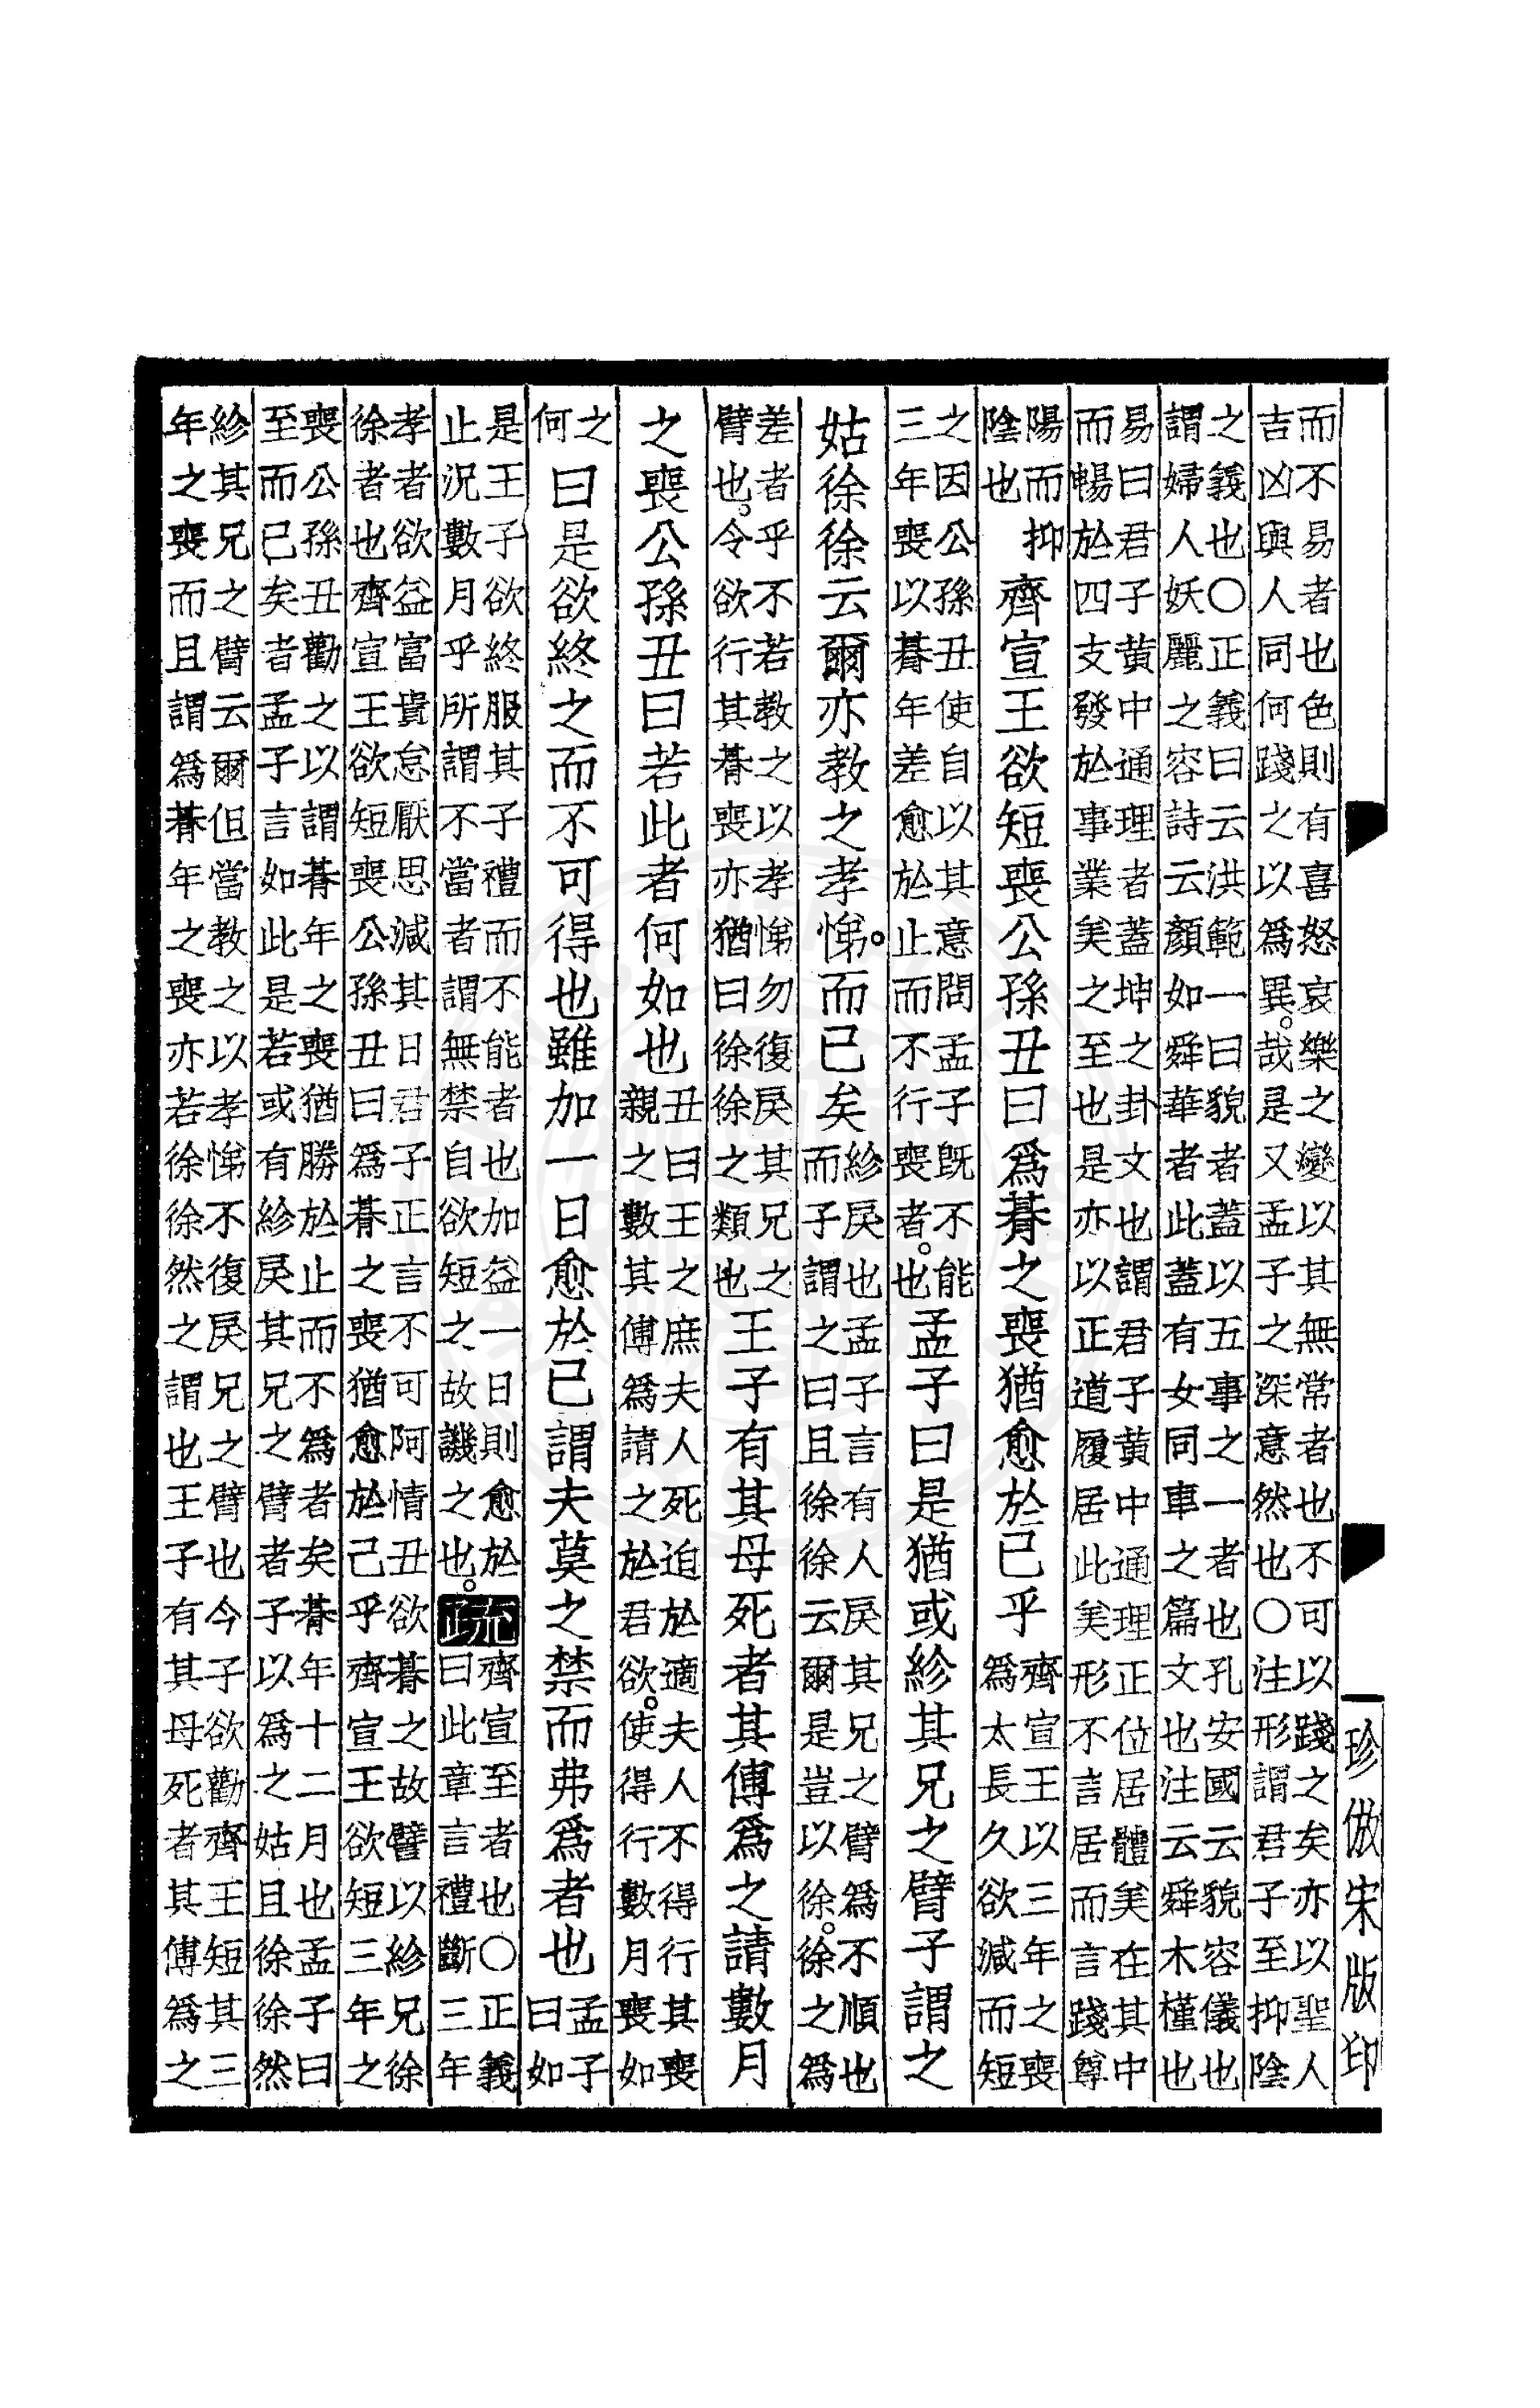 而不易者也色則有喜怒哀樂之變以其無常者也不可以踐之矣亦以聖人
吉凶與人同何踐之以爲異。哉是又孟子之深意然也○注形謂君子至抑陰
之義也○正義曰云洪範一曰貌者蓋以五事之一者也孔安國云貌容儀也
謂婦人妖麗之容詩云顏如舜華者此蓋有女同車之篇文也注云舜木槿也
易曰君子黃中通理者蓋坤之卦文也謂君子黃中通理正位居體美在其中
而暢於四支發於事業美之至也是亦以正道履居此美形不言居而言踐尊
陽而抑
陰也
齊宣王欲短喪公孫丑曰爲朞之喪猶愈於已乎
齊宣王以三年之喪
爲太長久欲減而短
之因公孫丑使自以其意問孟子旣不能
三年喪以朞年差愈於止而不行喪者。也
孟子曰是猶或紾其兄之臂子謂之
姑徐徐云爾亦教之孝悌。而已矣
紾戾也孟子言有人戾其兄之臂爲不順也
而子謂之曰且徐徐云爾是豈以徐。徐之爲
差者乎不若教之以孝悌勿復戾其兄之
臂也。令欲行其朞喪亦猶曰徐徐之類也
王子有其母死者其傅爲之請數月
之喪公孫丑曰若此者何如也
丑曰王之庶夫人死迫於適夫人不得行其喪
親之數其傅爲請之於君欲。使得行數月喪如
之
何
曰是欲終之而不可得也雖加一日愈於已謂夫莫之禁而弗爲者也
孟子
曰如
是王子欲終服其子禮而不能者也加益一日則愈於
止況數月乎所謂不當者謂無禁自欲短之故譏之也。
疏
齊宣至者也○正義
曰此章言禮斷三年
孝者欲益富貴怠厭思減其日君子正言不可阿情丑欲朞之故譬以紾兄徐
徐者也齊宣王欲短喪公孫丑曰爲朞之喪猶愈於已乎齊宣王欲短三年之
喪公孫丑勸之以謂朞年之喪猶勝於止而不爲者矣朞年十二月也孟子曰
至而已矣者孟子言如此是若或有紾戾其兄之臂者子以爲之姑且徐徐然
紾其兄之臂云爾但當教之以孝悌不復戾兄之臂也今子欲勸齊王短其三
年之喪而且謂爲朞年之喪亦若徐徐然之謂也王子有其母死者其傅爲之
珍倣宋版印